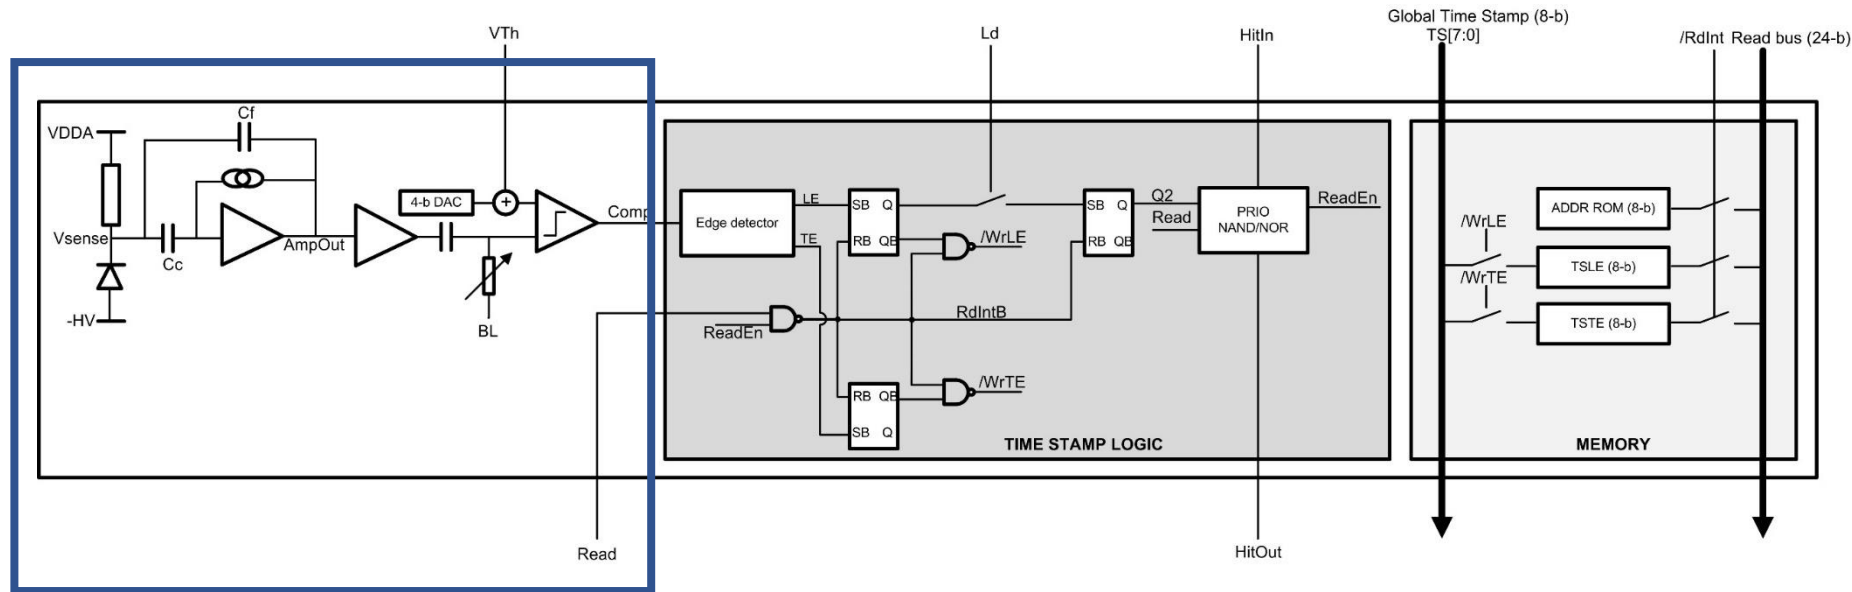 Global Time Stamp (8-b)
TS[7:0]
/RdInt Read bus (24-b)
VTh
Ld
HitIn
VDDA
Cf
Vsense
Cc
AmpOut
-HV
4-b DAC
+
BL
Comp
Read
Edge detector
LE
TE
SB Q
RB QB
/WrLE
ReadEn
RdIntB
RB QB
SB Q
/WrTE
SB Q
RB QB
Q2
Read
PRIO
NAND/NOR
ReadEn
TIME STAMP LOGIC
HitOut
/WrLE
/WrTE
ADDR ROM (8-b)
TSLE (8-b)
TSTE (8-b)
MEMORY